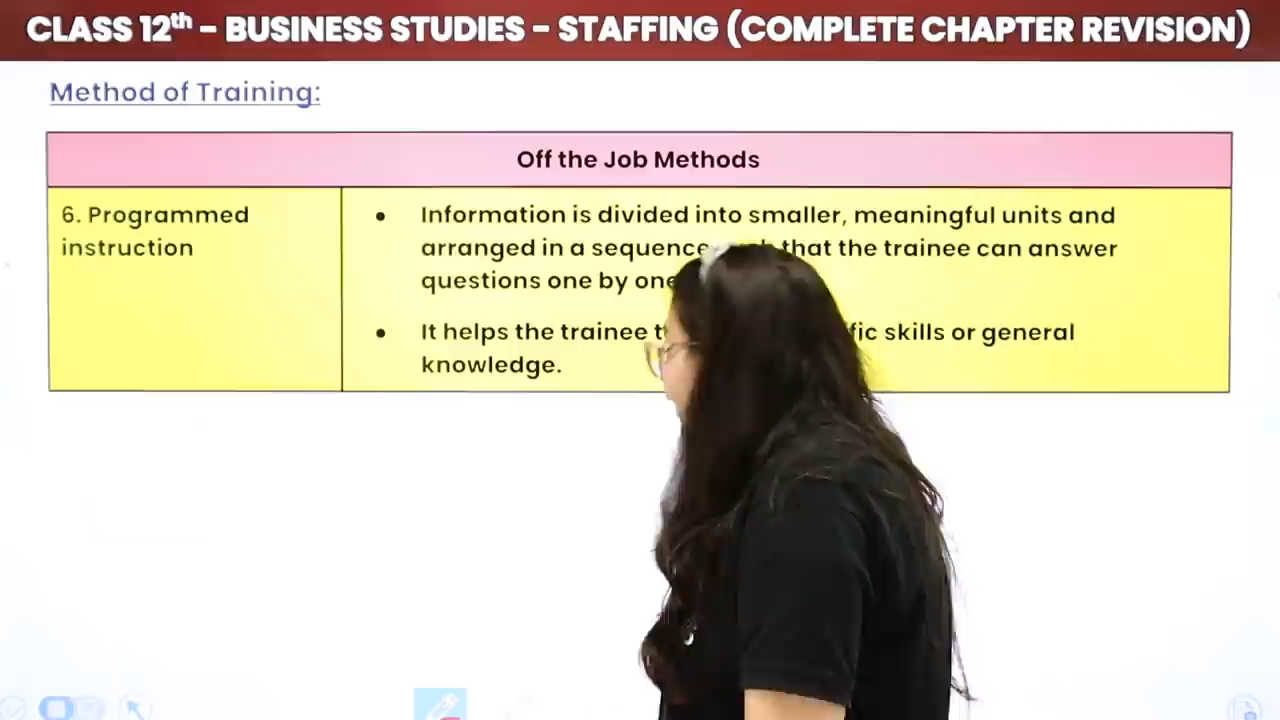 CLASS 12th - BUSINESS STUDIES - STAFFING (COMPLETE CHAPTER REVISION)
Method of Training:
Off the Job Methods
6. Programmed
instruction
• Information is divided into smaller, meaningful units and
arranged in a sequence that the trainee can answer
questions one by one
• It helps the trainee skills or general
knowledge.